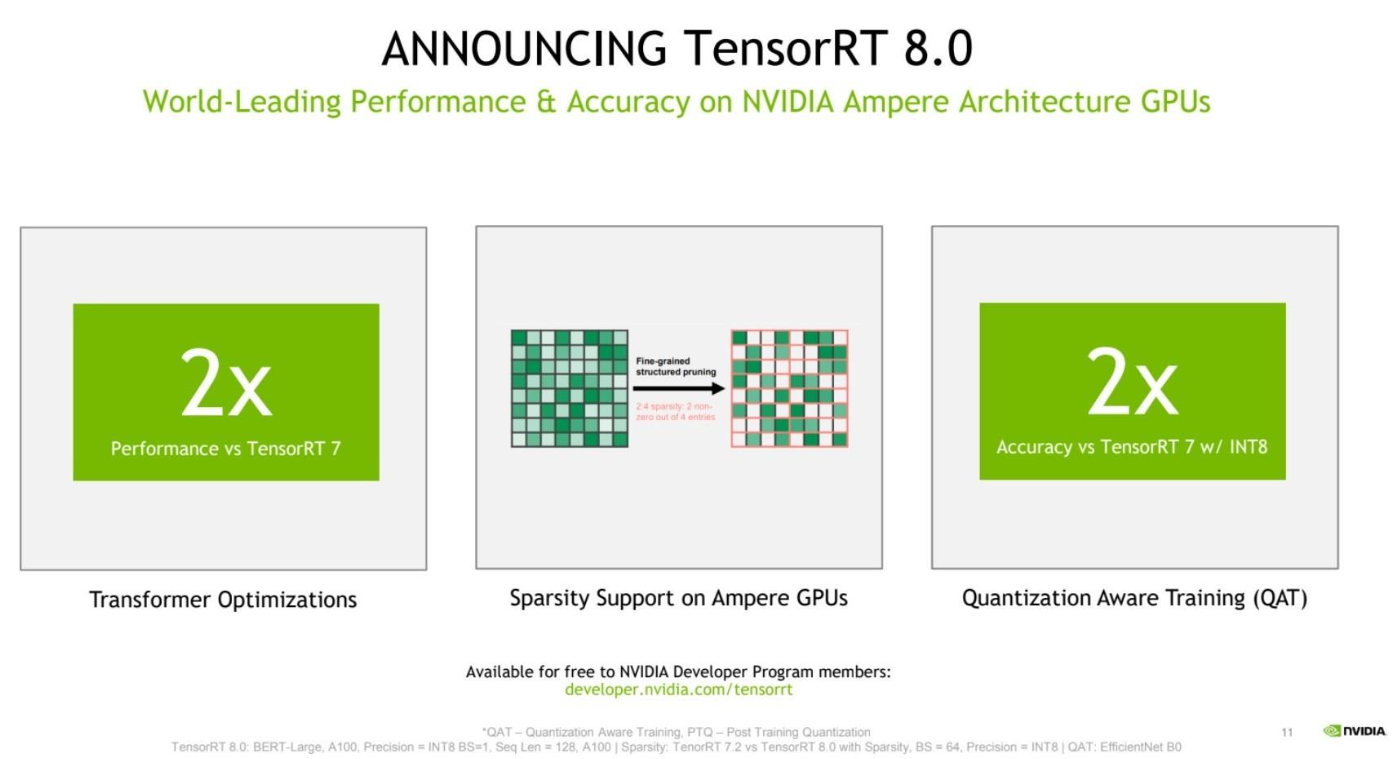 ANNOUNCING TensorRT 8.0
World-Leading Performance & Accuracy on NVIDIA Ampere Architecture GPUs
2x
Performance vs TensorRT 7
Fine-grained
structured pruning
2:4 sparsity: 2 non-
zero out of 4 entries
2x
Accuracy vs TensorRT 7 w/ INT8
Transformer Optimizations
Sparsity Support on Ampere GPUs
Quantization Aware Training (QAT)
Available for free to NVIDIA Developer Program members:
developer.nvidia.com/tensorrt
*QAT – Quantization Aware Training, PTQ – Post Training Quantization
TensorRT 8.0: BERT-Large, A100, Precision = INT8 BS=1, Seq Len = 128, A100 | Sparsity: TenorRT 7.2 vs TensorRT 8.0 with Sparsity, BS = 64, Precision = INT8 | QAT: EfficientNet B0
11
NVIDIA